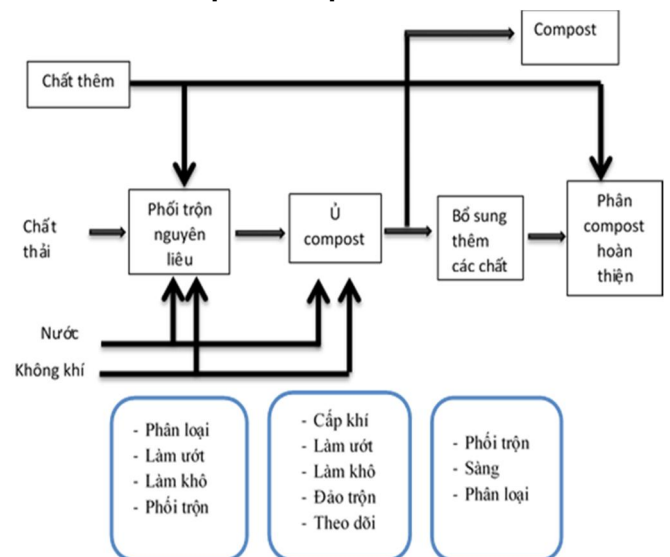 Compost
Chất thêm
Chất
thải
Phối trộn
nguyên
liêu
Ủ
compost
Bổ sung
thêm
các chất
Phân
compost
hoàn
thiện
Nước
Không khí
- Phân loại
- Làm ướt
- Làm khô
- Phối trộn
- Cấp khí
- Làm ướt
- Làm khô
- Đảo trộn
- Theo dõi
- Phối trộn
- Sàng
- Phân loại